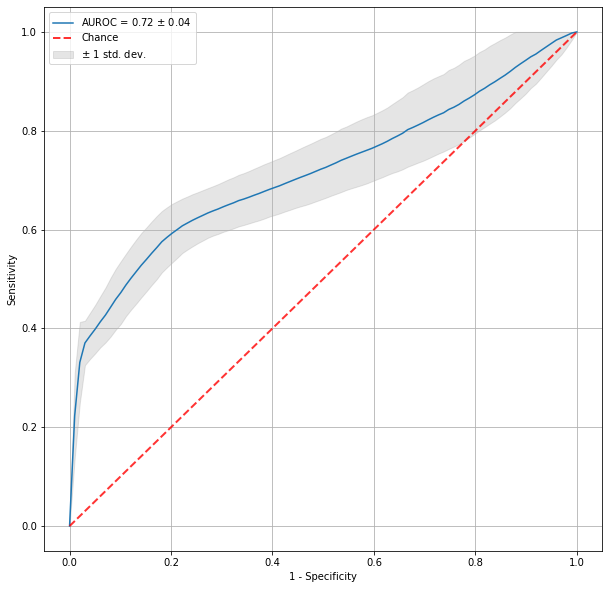 AUROC = 0.72 ± 0.04
Chance
± 1 std. dev.
1.0
0.8
0.6
0.4
0.2
0.0
Sensitivity
0.0 0.2 0.4 0.6 0.8 1.0
1 - Specificity